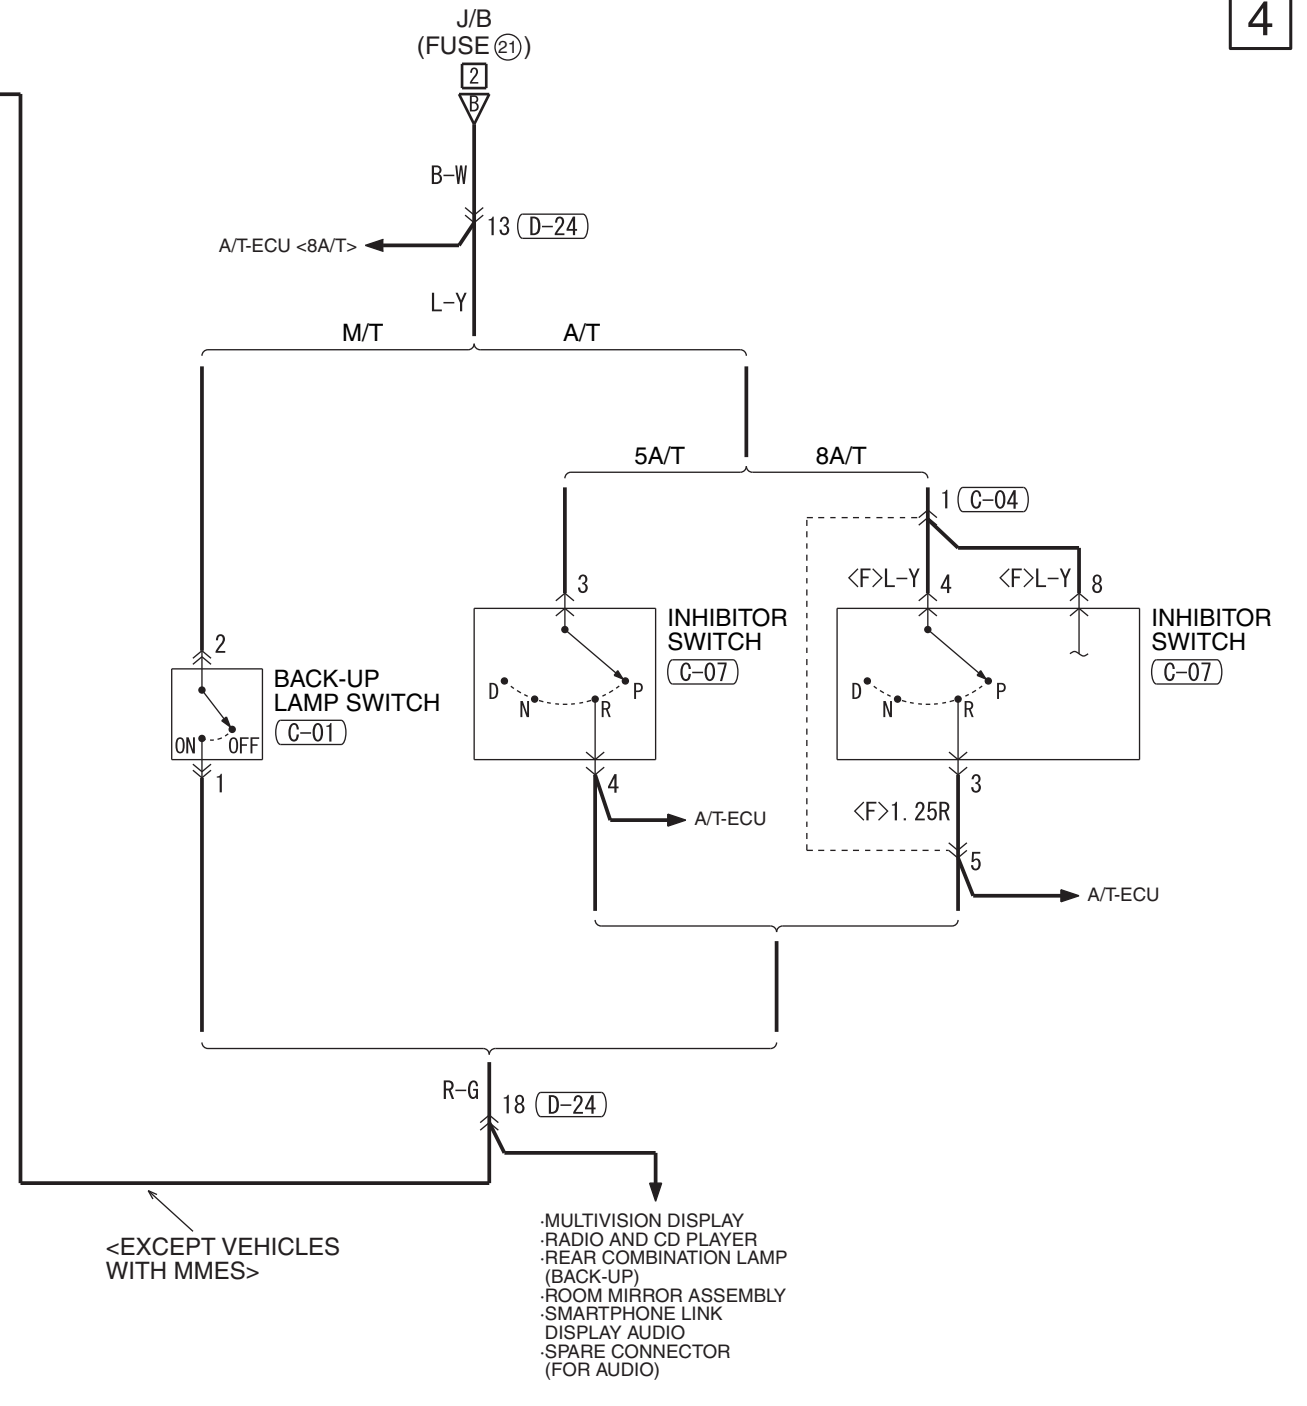 4
J/B
(FUSE 21)
2
B
B-W
13 D-24
A/T-ECU <8A/T>
L-Y
M/T A/T
5A/T 8A/T
1 C-04
<F>L-Y 4 <F>L-Y 8
3
INHIBITOR
SWITCH
C-07
D N R P
4
A/T-ECU
INHIBITOR
SWITCH
C-07
D N R P
3
<F>1.25R
5
A/T-ECU
2
BACK-UP
LAMP SWITCH
C-01
ON OFF
1
R-G
18 D-24
<EXCEPT VEHICLES
WITH MMES>
·MULTIVISION DISPLAY
·RADIO AND CD PLAYER
·REAR COMBINATION LAMP
(BACK-UP)
·ROOM MIRROR ASSEMBLY
·SMARTPHONE LINK
DISPLAY AUDIO
·SPARE CONNECTOR
(FOR AUDIO)